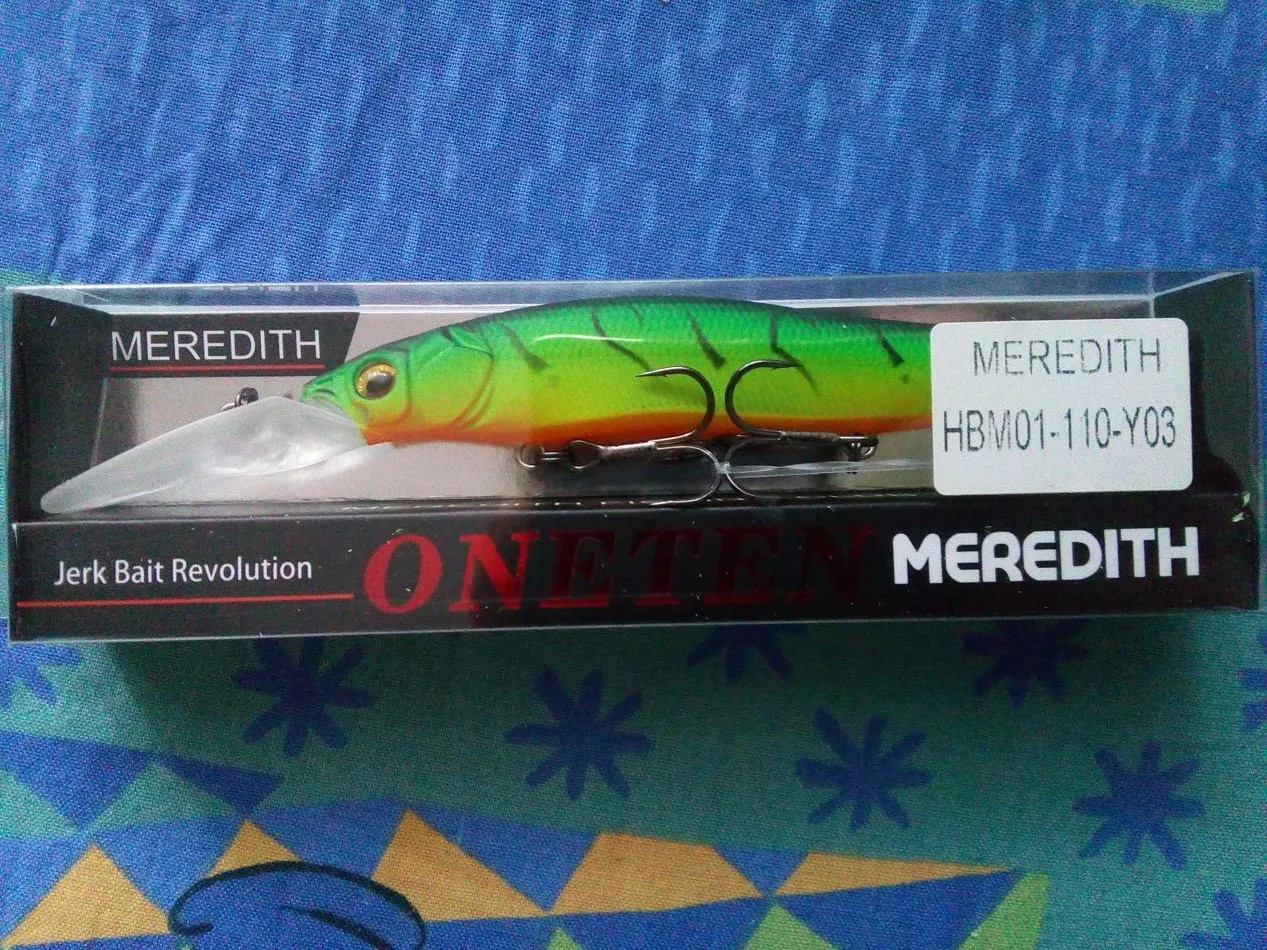 MEREDITH
MEREDITH
HBM01-110-Y03
Jerk Bait Revolution
ONETEN
MEREDITH